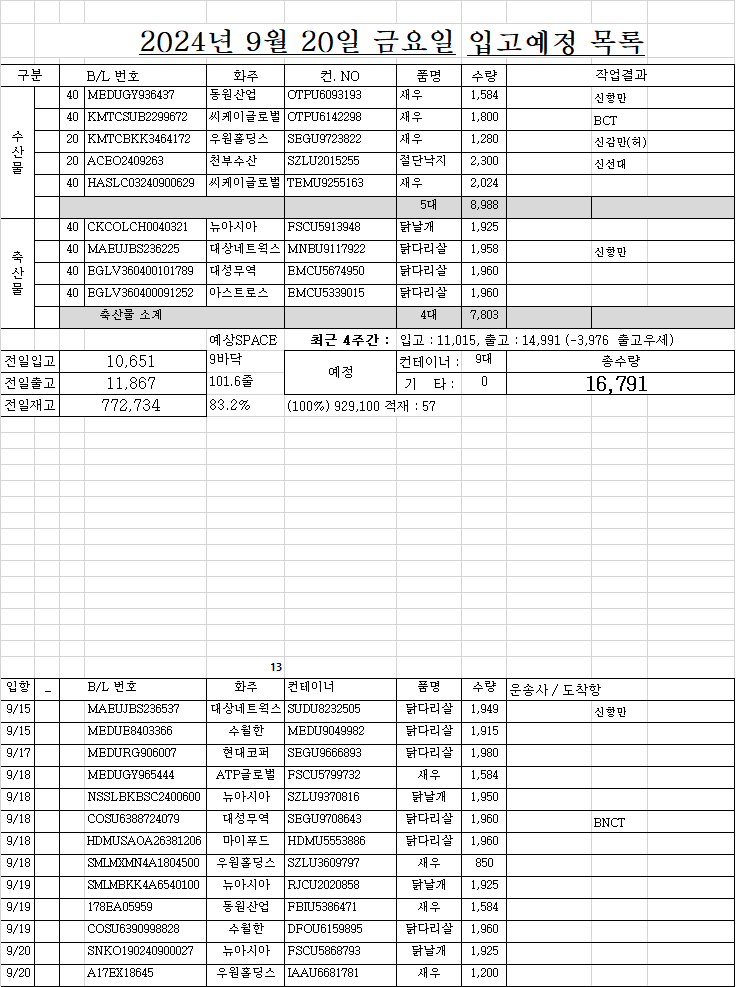 2024년 9월 20일 금요일 입고예정 목록
구분 B/L 번호 화주 컨. NO 품명 수량 작업결과
수산물
40 MEDUGY936437 동원산업 OTPU6093193 새우 1,584 신항만
40 KMTCSUB2299672 씨케이글로벌 OTPU6142298 새우 1,800 BCT
20 KMTCBKK3464172 우원홀딩스 SEGU9723822 새우 1,280 신감만(허)
20 ACEO2409263 천부수산 SZLU2015255 절단낙지 2,300 신선대
40 HASLC03240900629 씨케이글로벌 TEMU9255163 새우 2,024
5대 8,988
축산물
40 CKCOLCH0040321 뉴아시아 FSCU5913948 닭날개 1,925
40 MAEUJBS236225 대상네트웍스 MNBU9117922 닭다리살 1,958 신항만
40 EGLV360400101789 대성무역 EMCU5674950 닭다리살 1,960
40 EGLV360400091252 아스트로스 EMCU5339015 닭다리살 1,960
축산물 소계 4대 7,803
예상SPACE 최근 4주간 : 입고 : 11,015, 출고 : 14,991 (-3,976 출고우세)
전일입고 10,651 9바닥 예정 컨테이너 : 9대 총수량
전일출고 11,867 101.6줄 기 타 : 0 16,791
전일재고 772,734 83.2% (100%) 929,100 적재 : 57
13
입항 _ B/L 번호 화주 컨테이너 품명 수량 운송사 / 도착항
9/15 MAEUJBS236537 대상네트웍스 SUDU8232505 닭다리살 1,949 신항만
9/15 MEDUE8403366 수월한 MEDU9049982 닭다리살 1,915
9/17 MEDURG906007 현대코퍼 SEGU9666893 닭다리살 1,980
9/18 MEDUGY965444 ATP글로벌 FSCU5799732 새우 1,584
9/18 NSSLBKBSC2400600 뉴아시아 SZLU9370816 닭날개 1,950
9/18 COSU6388724079 대성무역 SEGU9708643 닭다리살 1,960 BNCT
9/18 HDMUSAOA26381206 마이푸드 HDMU5553886 닭다리살 1,960
9/18 SMLMXMN4A1804500 우원홀딩스 SZLU3609797 새우 850
9/19 SMLMBKK4A6540100 뉴아시아 RJCU2020858 닭날개 1,925
9/19 178EA05959 동원산업 FBIU5386471 새우 1,584
9/19 COSU6390998828 수월한 DFOU6159895 닭다리살 1,960
9/20 SNKO190240900027 뉴아시아 FSCU5868793 닭날개 1,925
9/20 A17EX18645 우원홀딩스 IAAU6681781 새우 1,200